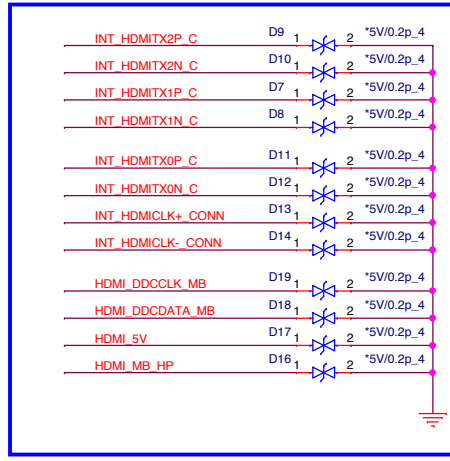 INT_HDMITX2P_C D9 1 2 *5V/0.2p_4
INT_HDMITX2N_C D10 1 2 *5V/0.2p_4
INT_HDMITX1P_C D7 1 2 *5V/0.2p_4
INT_HDMITX1N_C D8 1 2 *5V/0.2p_4
INT_HDMITX0P_C D11 1 2 *5V/0.2p_4
INT_HDMITX0N_C D12 1 2 *5V/0.2p_4
INT_HDMICLK+_CONN D13 1 2 *5V/0.2p_4
INT_HDMICLK-_CONN D14 1 2 *5V/0.2p_4
HDMI_DDCCLK_MB D19 1 2 *5V/0.2p_4
HDMI_DDCDATA_MB D18 1 2 *5V/0.2p_4
HDMI_5V D17 1 2 *5V/0.2p_4
HDMI_MB_HP D16 1 2 *5V/0.2p_4